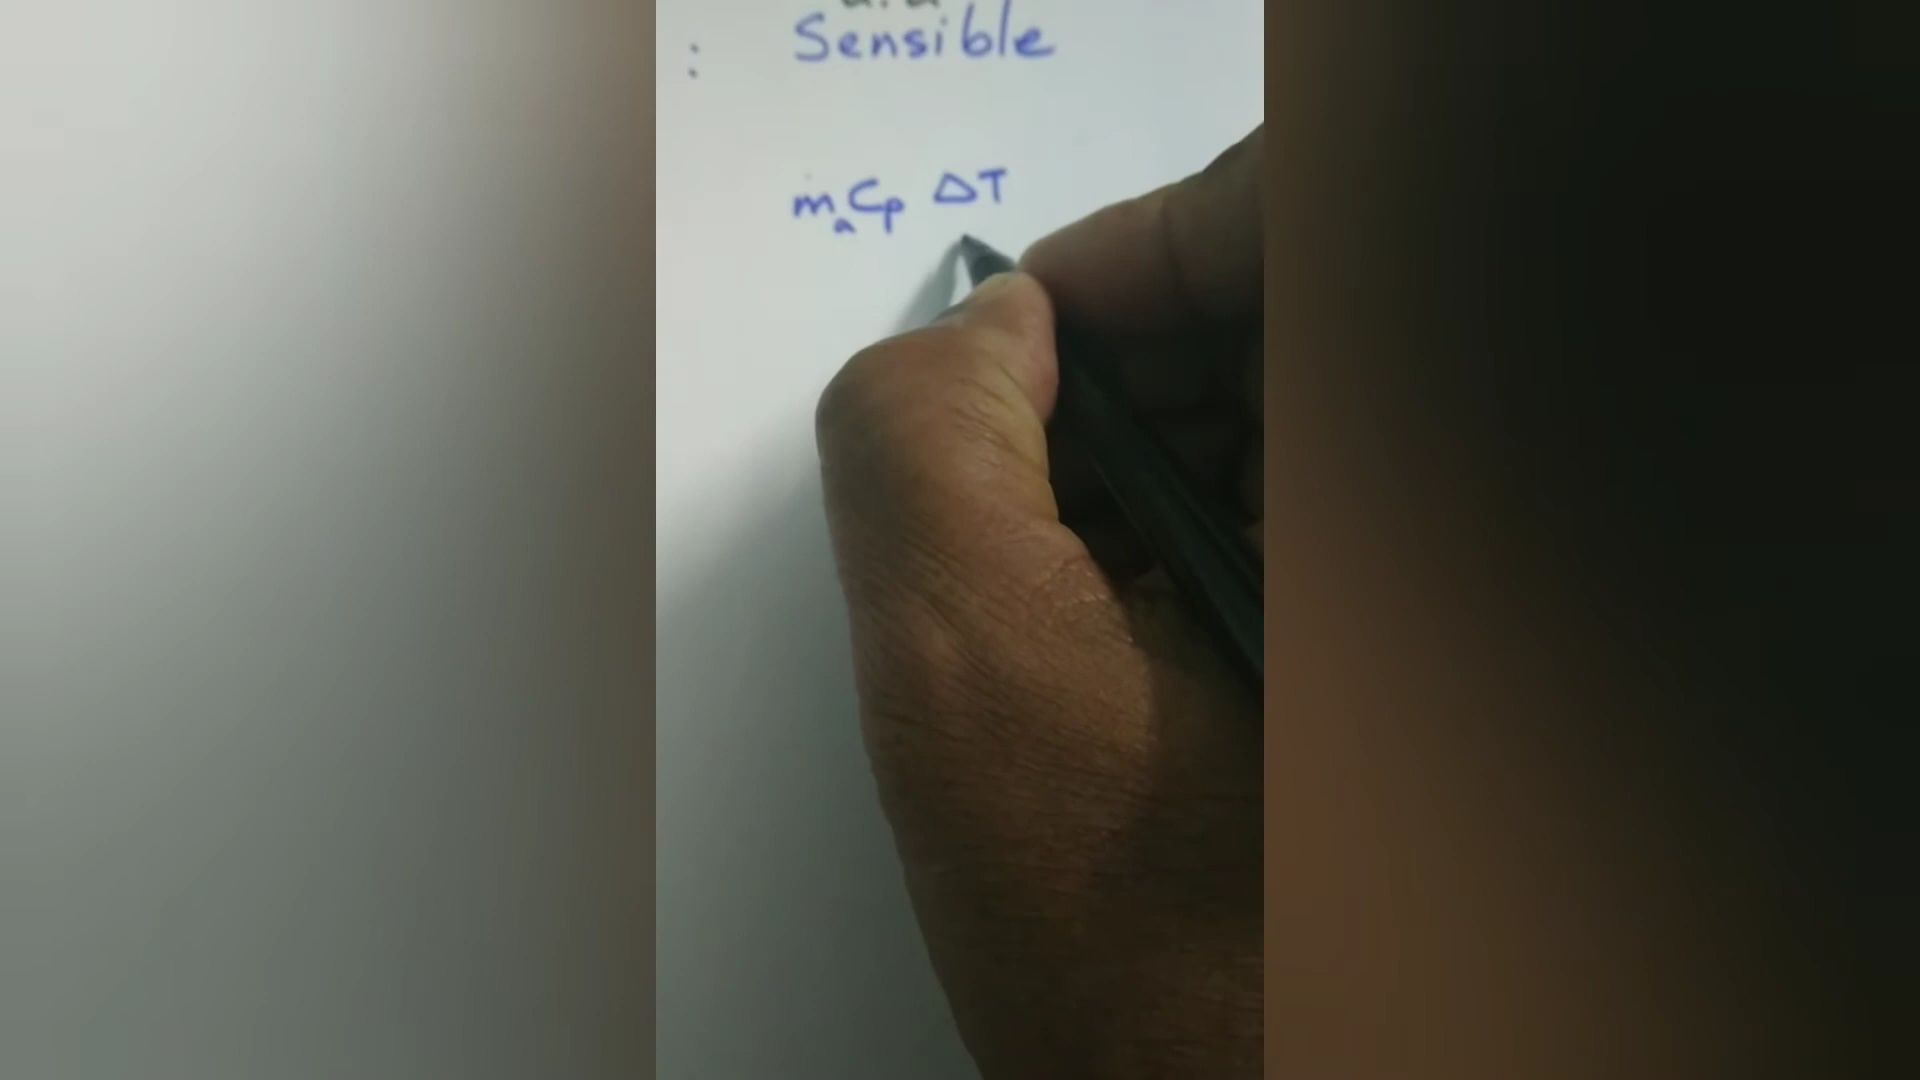 : Sensible
ṁₐCₚ ΔT